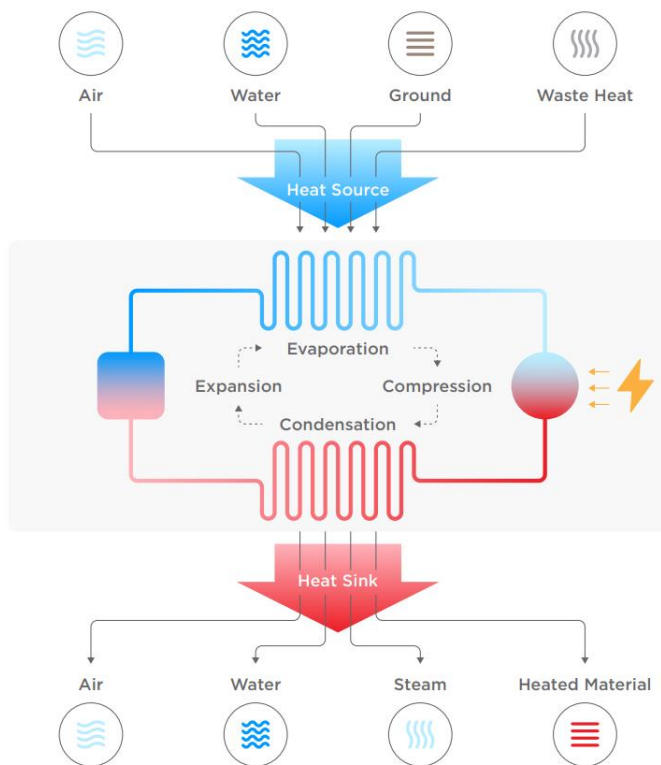 Air
Water
Ground
Waste Heat
Heat Source
Evaporation
Expansion
Compression
Condensation
Heat Sink
Air
Water
Steam
Heated Material